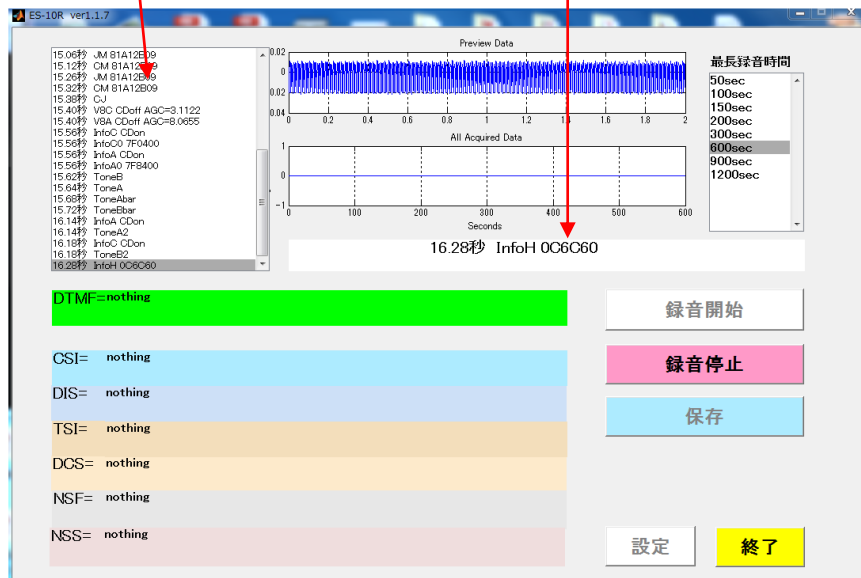 ES-10R ver1.1.7
15.06秒 JM 81A12B09
15.12秒 CM 81A12B09
15.26秒 JM 81A12B09
15.32秒 CM 81A12B09
15.38秒 CJ
15.40秒 V8C CDoff AGC=3.1122
15.40秒 V8A CDoff AGC=8.0655
15.56秒 InfoC CDon
15.56秒 InfoC0 7F0400
15.56秒 InfoA CDon
15.56秒 InfoA0 7F8400
15.62秒 ToneB
15.64秒 ToneA
15.68秒 ToneAbar
15.72秒 ToneBbar
16.14秒 InfoA CDon
16.14秒 ToneA2
16.18秒 InfoC CDon
16.18秒 ToneB2
16.28秒 InfoH 0C6C60
Preview Data
0.02
0
0.02
0.04
0 0.2 0.4 0.6 0.8 1 1.2 1.4 1.6 1.8 2
All Acquired Data
1
0
-1
0 100 200 300 400 500 600
Seconds
最長録音時間
50sec
100sec
150sec
200sec
300sec
600sec
900sec
1200sec
16.28秒 InfoH 0C6C60
DTMF=nothing
録音開始
CSI= nothing
録音停止
DIS= nothing
保存
TSI= nothing
DCS= nothing
NSF= nothing
NSS= nothing
設定
終了